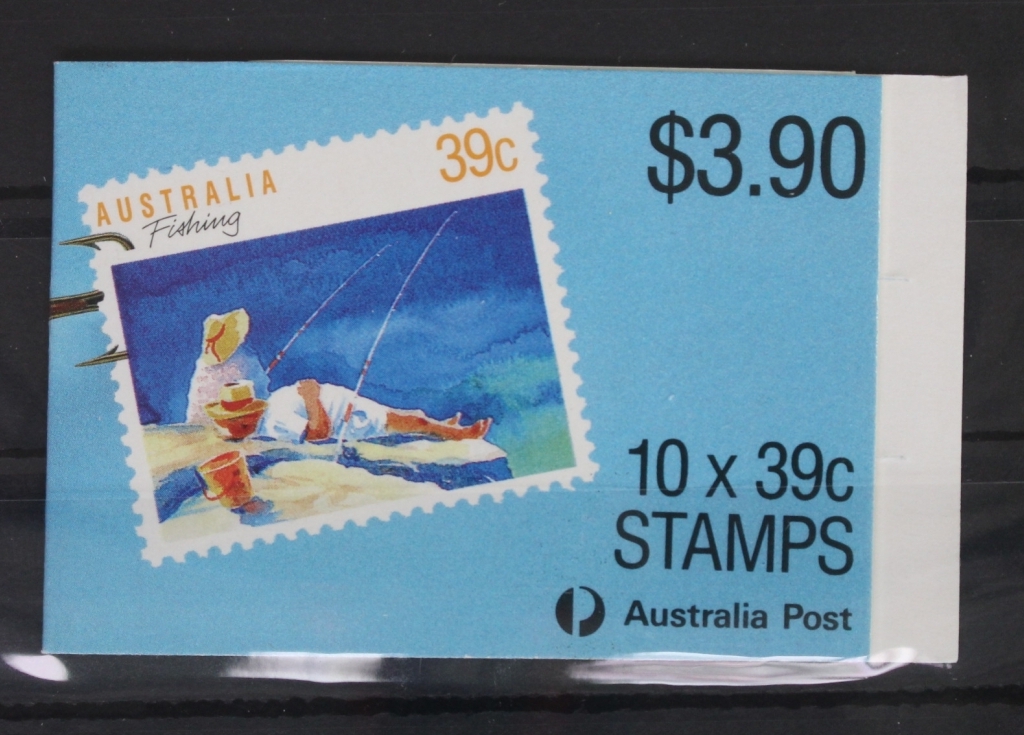 AUSTRALIA
39c
Fishing
$3.90
10 x 39c
STAMPS
Australia Post